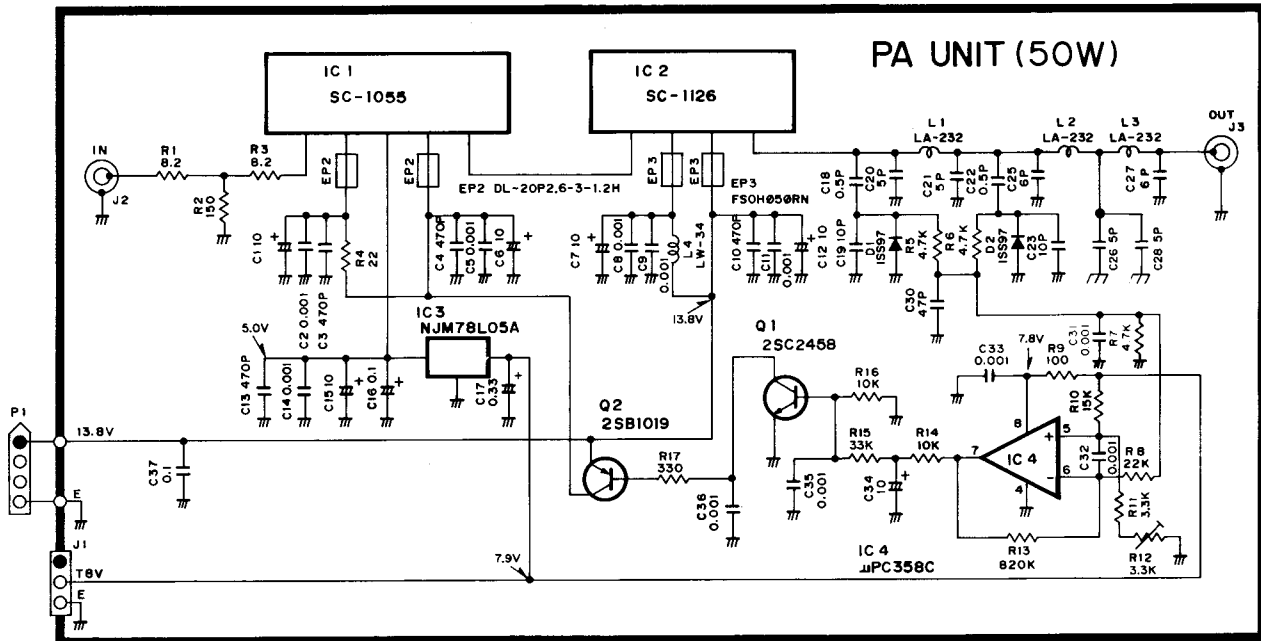 PA UNIT (50W)
IC 1
SC-1055
IC 2
SC-1126
IN
J2
R1
8.2
R3
8.2
R2
150
EP2
EP2
EP2 DL-20P2.6-3-1.2H
EP3
EP3
EP3
FSOHØ5ØRN
L1
LA-232
L2
LA-232
L3
LA-232
OUT
J3
C18
0.5P
C20
5P
C21
5P
C22
0.5P
C25
6P
C27
6P
C1 10
C2 0.001
C3 470P
R4
22
C4 470P
C5 0.001
C6 10
C7 10
C8 0.001
C9
0.001
L4
LW-34
C10 470P
C11
0.001
C12 10
C19 10P
D1
ISS97
R5
4.7K
R6
4.7K
D2
ISS97
C23
10P
C26 5P
C28 5P
C30
47P
13.8V
IC3
NJM78L05A
5.0V
C13 470P
C14 0.001
C15 10
C16 0.1
C17
0.33
Q1
2SC2458
C33
0.001
7.8V
R9
100
C31
0.001
R7
4.7K
R16
10K
R10
15K
P1
13.8V
C37
0.1
E
Q2
2SB1019
R17
330
C36
0.001
R15
33K
R14
10K
C35
0.001
C34
10
8
5
+
7
IC 4
6
−
4
C32
0.001
R8
22K
R11
3.3K
R12
3.3K
R13
820K
IC 4
μPC358C
J1
T8V
7.9V
E